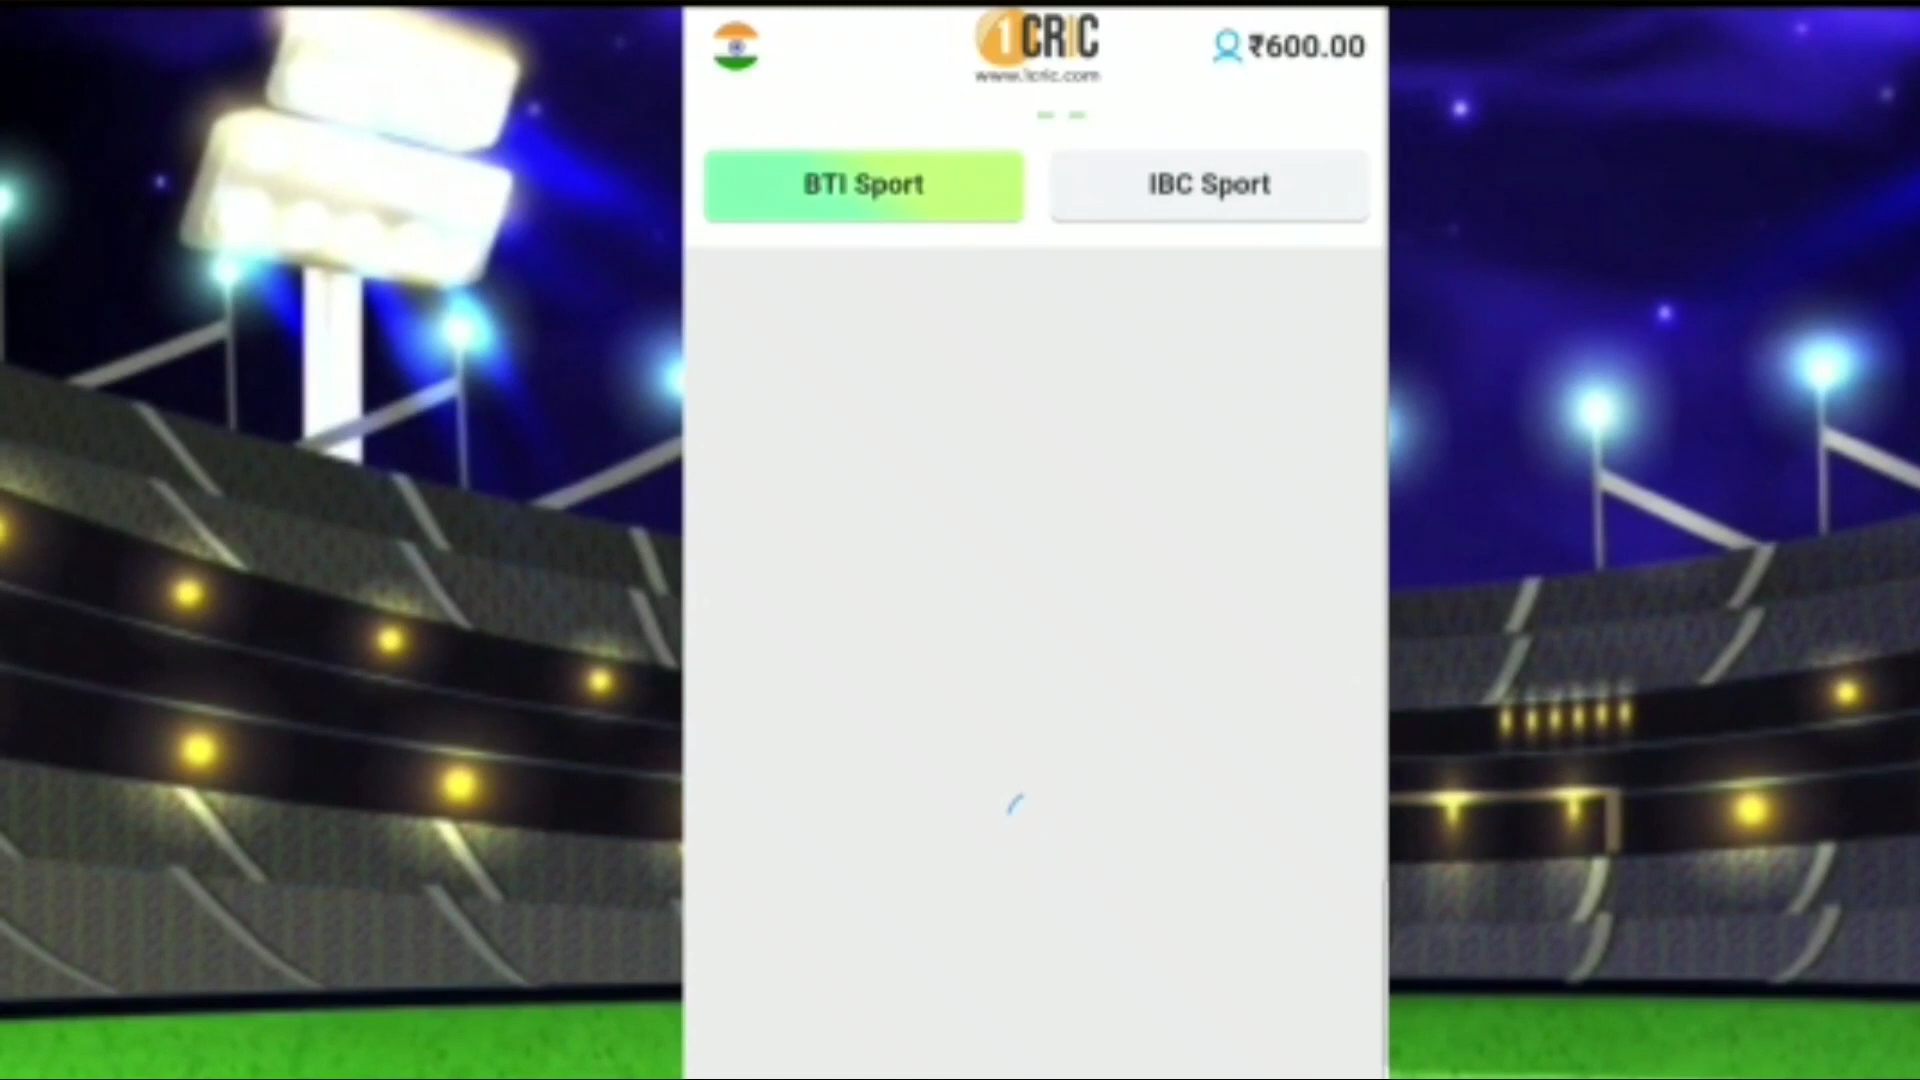 1CRIC
www.1cric.com
₹600.00
BTI Sport
IBC Sport